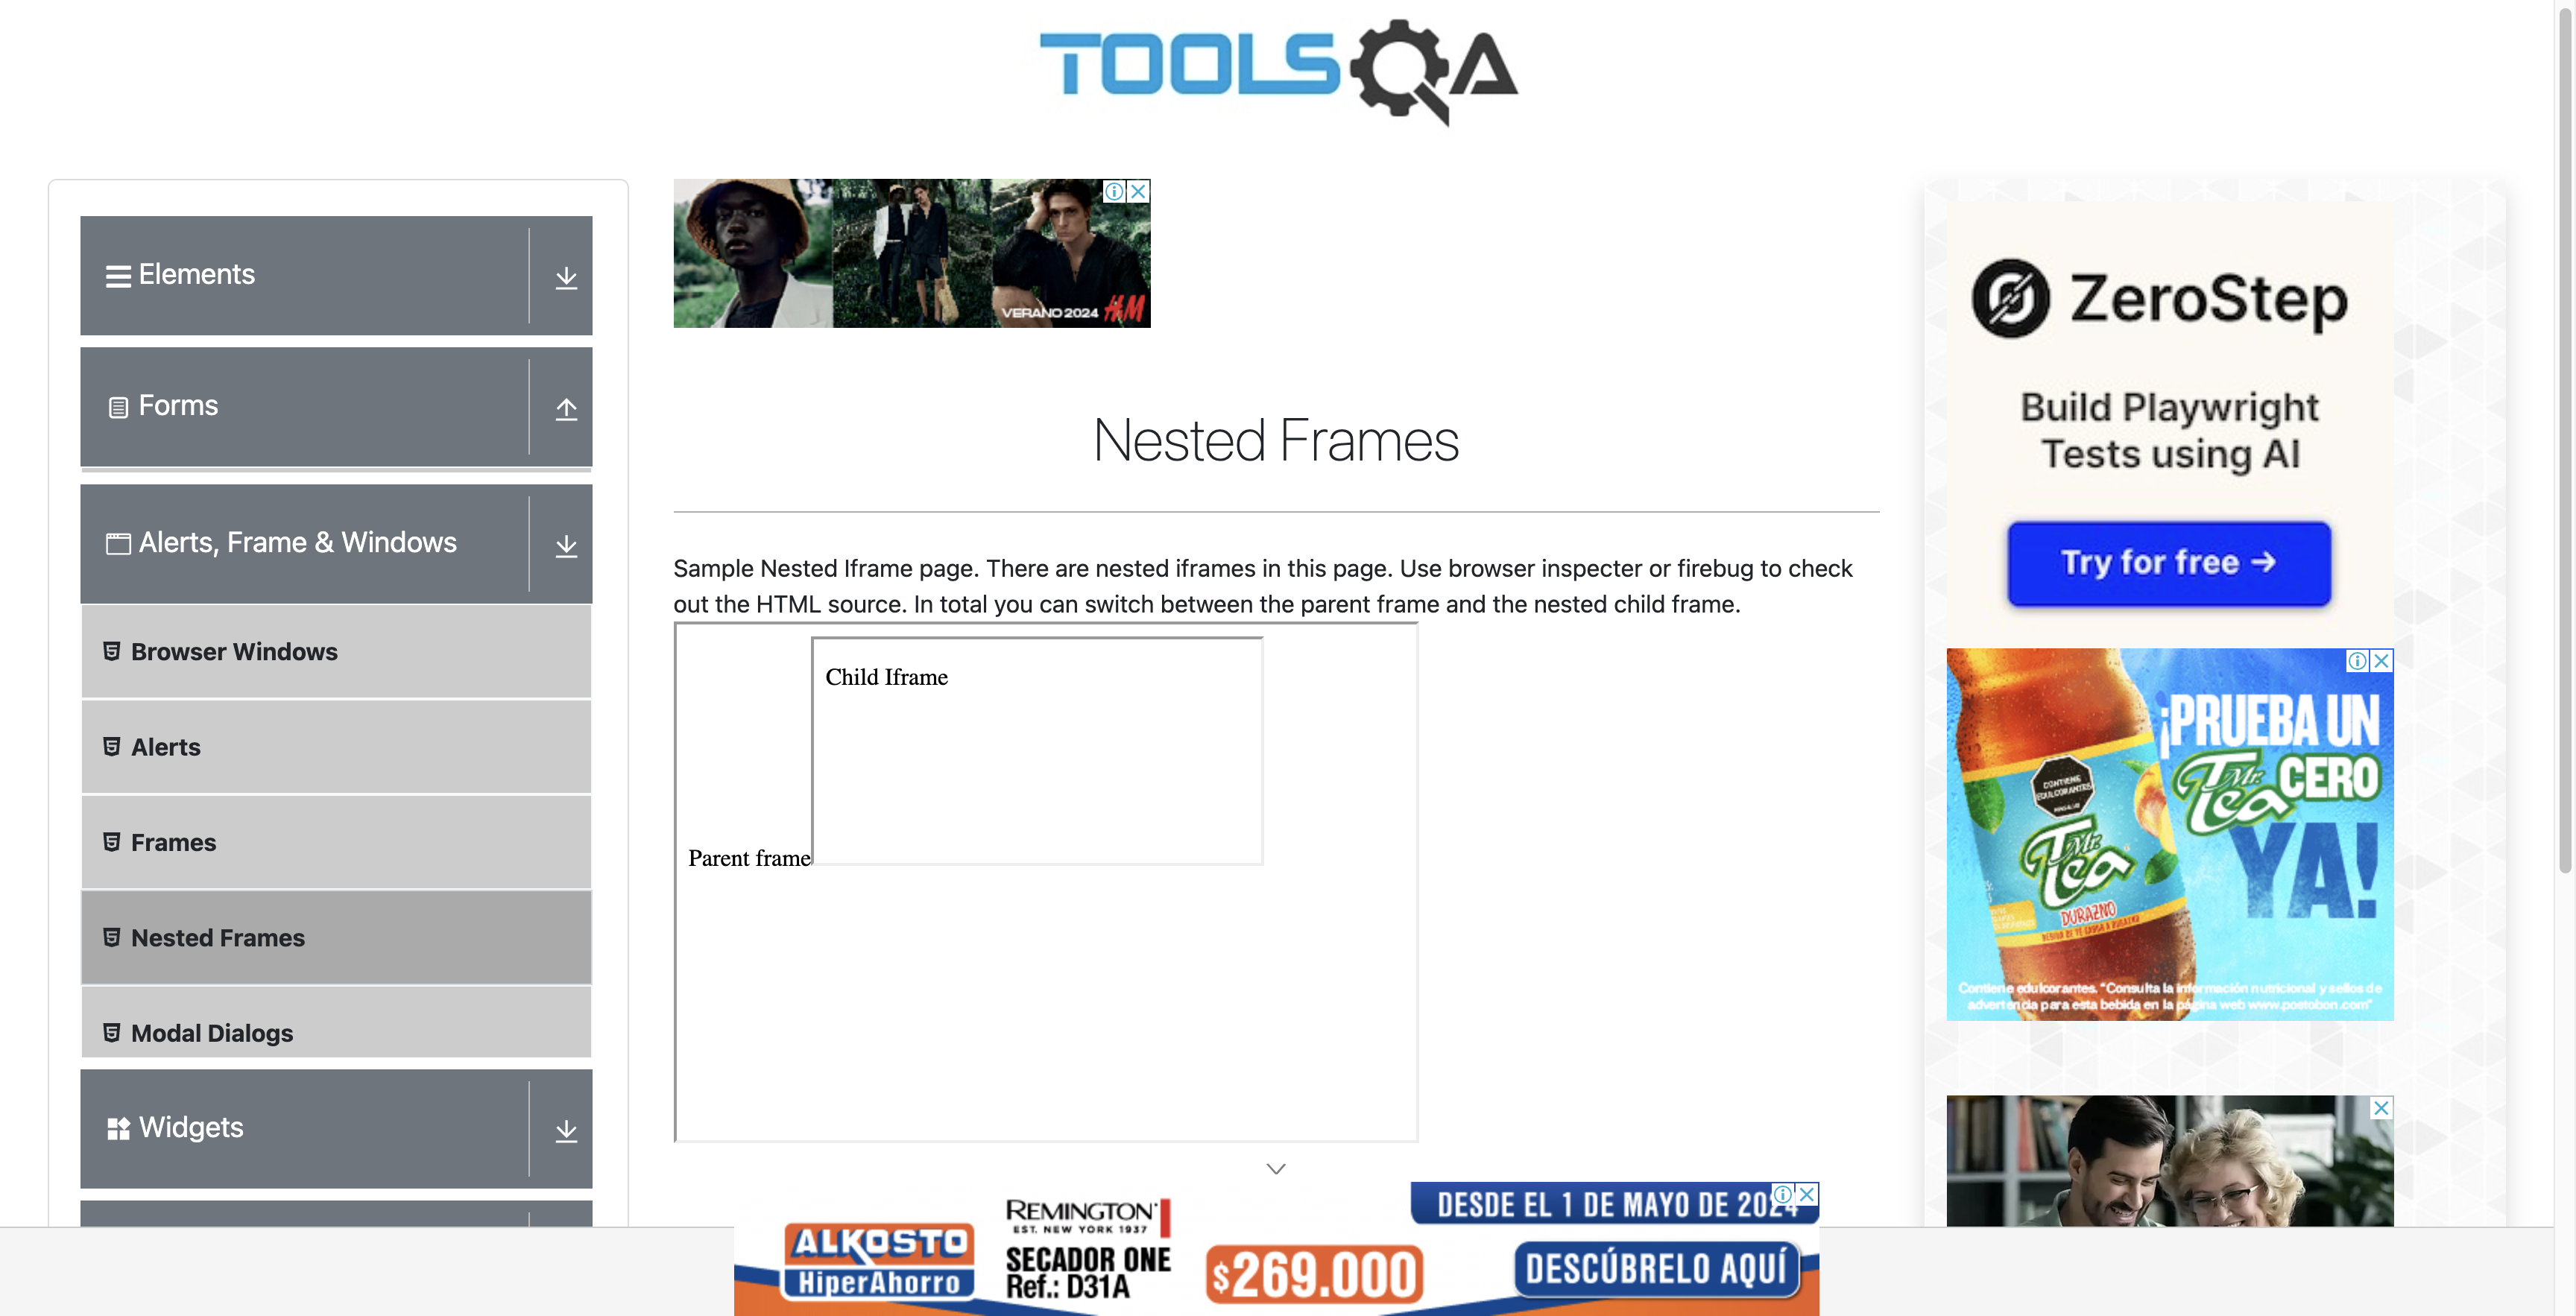 TOOLSQA
Elements
Forms
Alerts, Frame & Windows
Browser Windows
Alerts
Frames
Nested Frames
Modal Dialogs
Widgets
VERANO 2024 H&M
Nested Frames
Sample Nested Iframe page. There are nested iframes in this page. Use browser inspecter or firebug to check
out the HTML source. In total you can switch between the parent frame and the nested child frame.
Child Iframe
Parent frame
ZeroStep
Build Playwright
Tests using AI
Try for free →
¡PRUEBA UN
Mr. Tea CERO
YA!
CONTIENE
EDULCORANTES
Mr. Tea
DURAZNO
Contiene edulcorantes. "Consulta la información nutricional y sellos de
advertencia para esta bebida en la página web www.postobon.com"
ALKOSTO
HiperAhorro
REMINGTON
EST. NEW YORK 1937
SECADOR ONE
Ref.: D31A
$269.000
DESDE EL 1 DE MAYO DE 2024
DESCÚBRELO AQUÍ